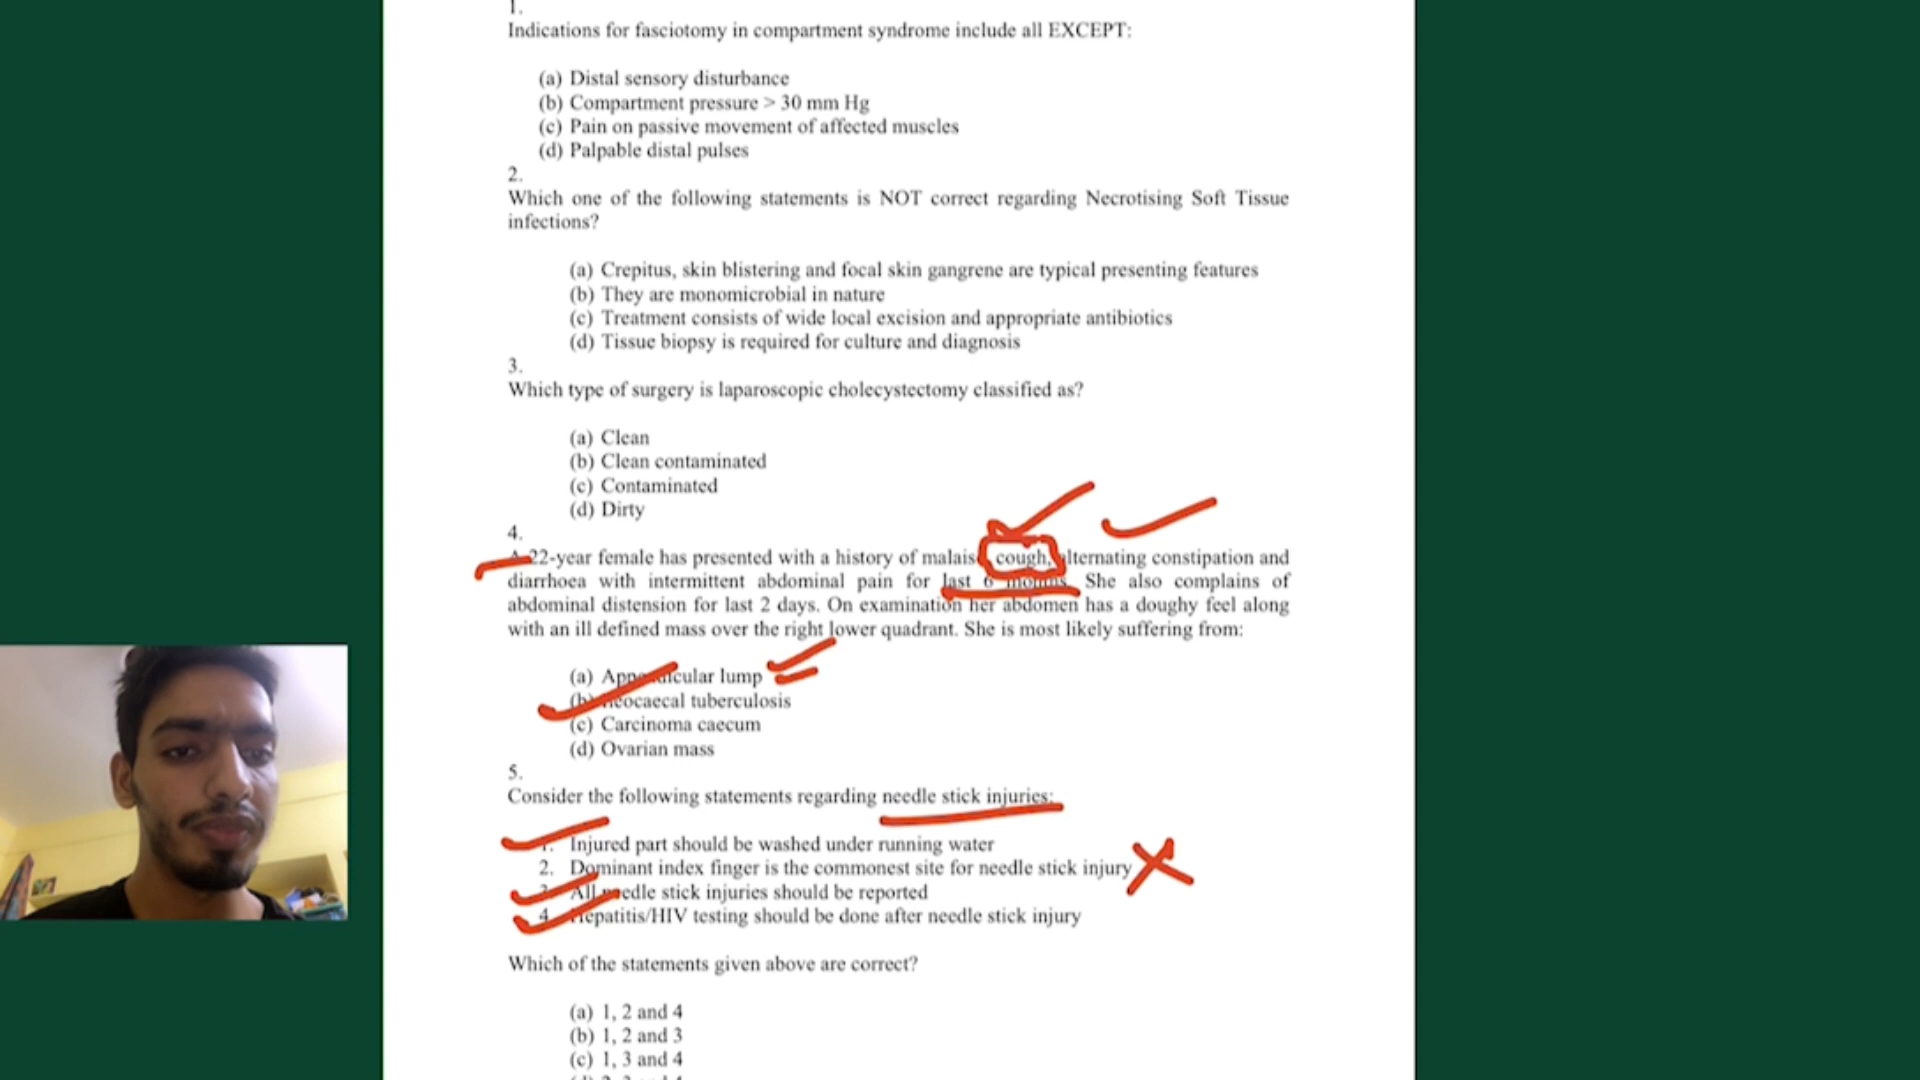 1.
Indications for fasciotomy in compartment syndrome include all EXCEPT:
(a) Distal sensory disturbance
(b) Compartment pressure > 30 mm Hg
(c) Pain on passive movement of affected muscles
(d) Palpable distal pulses
2.
Which one of the following statements is NOT correct regarding Necrotising Soft Tissue
infections?
(a) Crepitus, skin blistering and focal skin gangrene are typical presenting features
(b) They are monomicrobial in nature
(c) Treatment consists of wide local excision and appropriate antibiotics
(d) Tissue biopsy is required for culture and diagnosis
3.
Which type of surgery is laparoscopic cholecystectomy classified as?
(a) Clean
(b) Clean contaminated
(c) Contaminated
(d) Dirty
4.
A 22-year female has presented with a history of malaise, cough, alternating constipation and
diarrhoea with intermittent abdominal pain for last 6 months. She also complains of
abdominal distension for last 2 days. On examination her abdomen has a doughy feel along
with an ill defined mass over the right lower quadrant. She is most likely suffering from:
(a) Appendicular lump
(b) Ileocaecal tuberculosis
(c) Carcinoma caecum
(d) Ovarian mass
5.
Consider the following statements regarding needle stick injuries:
1. Injured part should be washed under running water
2. Dominant index finger is the commonest site for needle stick injury
3. All needle stick injuries should be reported
4. Hepatitis/HIV testing should be done after needle stick injury
Which of the statements given above are correct?
(a) 1, 2 and 4
(b) 1, 2 and 3
(c) 1, 3 and 4